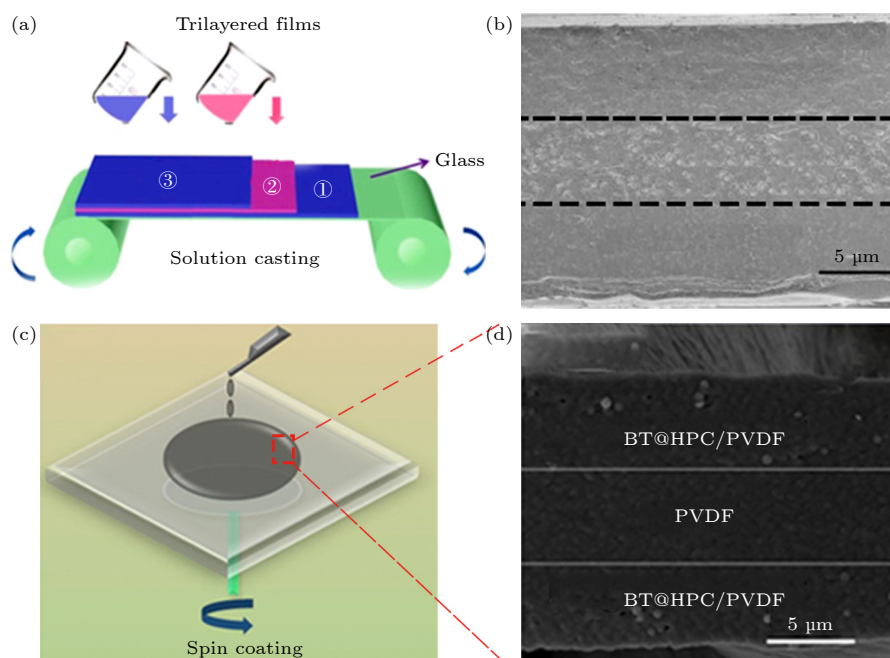 (a)
Trilayered films
Glass
③
②
①
Solution casting
(b)
5 µm
(c)
Spin coating
(d)
BT@HPC/PVDF
PVDF
BT@HPC/PVDF
5 µm